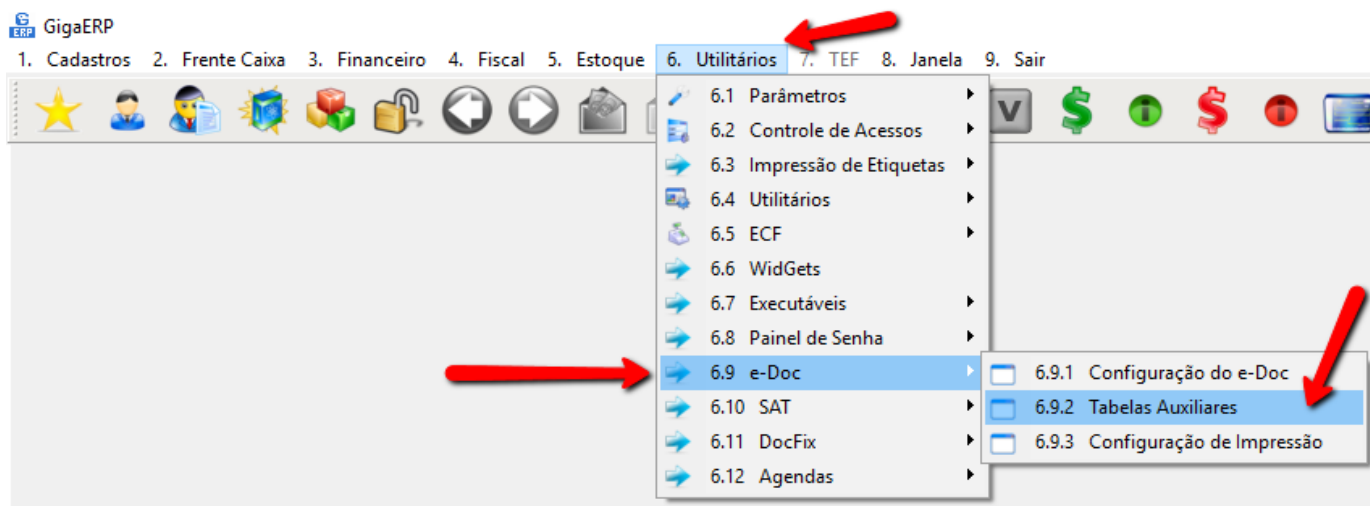 G
ERP GigaERP
1. Cadastros 2. Frente Caixa 3. Financeiro 4. Fiscal 5. Estoque 6. Utilitários 7. TEF 8. Janela 9. Sair
V $ i $ i
6.1 Parâmetros
6.2 Controle de Acessos
6.3 Impressão de Etiquetas
6.4 Utilitários
6.5 ECF
6.6 WidGets
6.7 Executáveis
6.8 Painel de Senha
6.9 e-Doc
6.10 SAT
6.11 DocFix
6.12 Agendas
6.9.1 Configuração do e-Doc
6.9.2 Tabelas Auxiliares
6.9.3 Configuração de Impressão